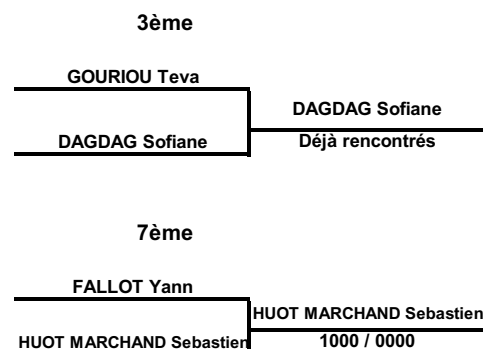 3ème
GOURIOU Teva
DAGDAG Sofiane
DAGDAG Sofiane
Déjà rencontrés
7ème
FALLOT Yann
HUOT MARCHAND Sebastien
HUOT MARCHAND Sebastien
1000 / 0000